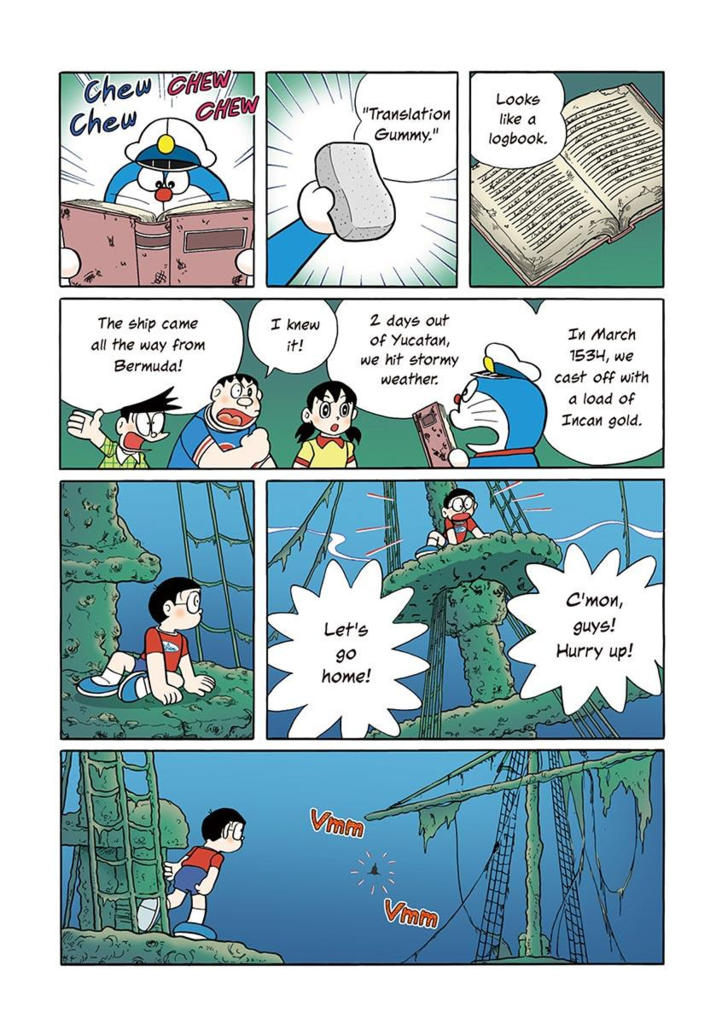 Looks
like a
logbook.
"Translation
Gummy."
CHEW
CHEW
Chew
Chew
In March
1534, we
cast off with
a load of
Incan gold.
2 days out
of Yucatan,
we hit stormy
weather.
I knew
it!
The ship came
all the way from
Bermuda!
C'mon,
guys!
Hurry up!
Let's
go
home!
Vmm
Vmm